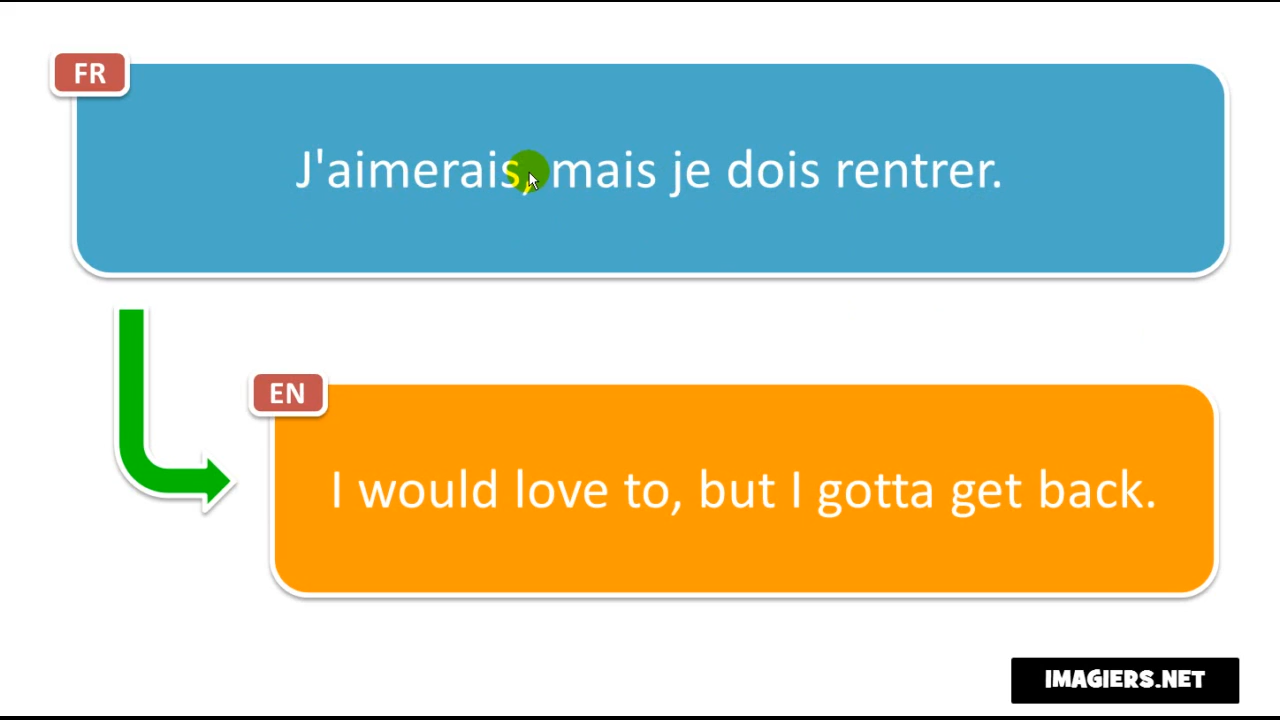 FR
J'aimerais, mais je dois rentrer.
EN
I would love to, but I gotta get back.
IMAGIERS.NET